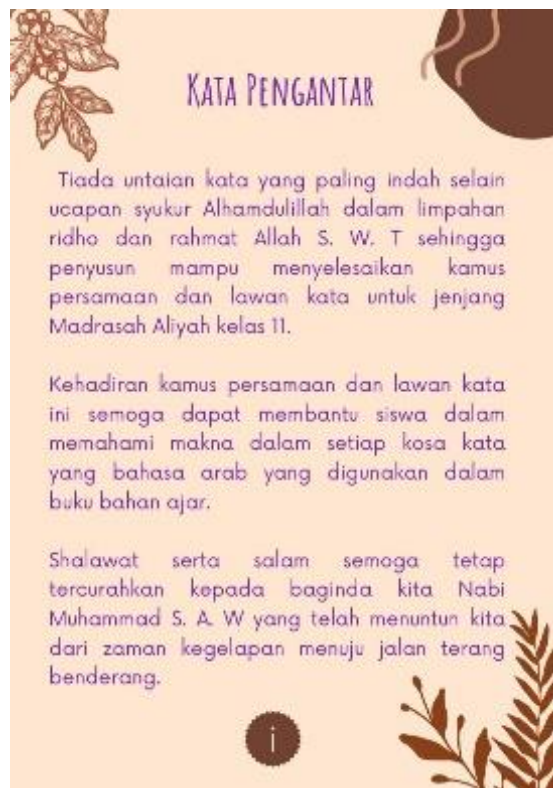 Kata Pengantar
Tiada untaian kata yang paling indah selain
ucapan syukur Alhamdulillah dalam limpahan
ridho dan rahmat Allah S. W. T sehingga
penyusun mampu menyelesaikan kamus
persamaan dan lawan kata untuk jenjang
Madrasah Aliyah kelas 11.
Kehadiran kamus persamaan dan lawan kata
ini semoga dapat membantu siswa dalam
memahami makna dalam setiap kosa kata
yang bahasa arab yang digunakan dalam
buku bahan ajar.
Shalawat serta salam semoga tetap
tercurahkan kepada baginda kita Nabi
Muhammad S. A. W yang telah menuntun kita
dari zaman kegelapan menuju jalan terang
benderang.
i